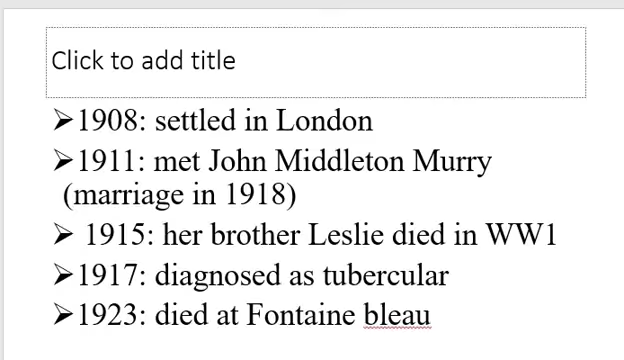 Click to add title
➢1908: settled in London
➢1911: met John Middleton Murry
(marriage in 1918)
➢ 1915: her brother Leslie died in WW1
➢1917: diagnosed as tubercular
➢1923: died at Fontaine bleau